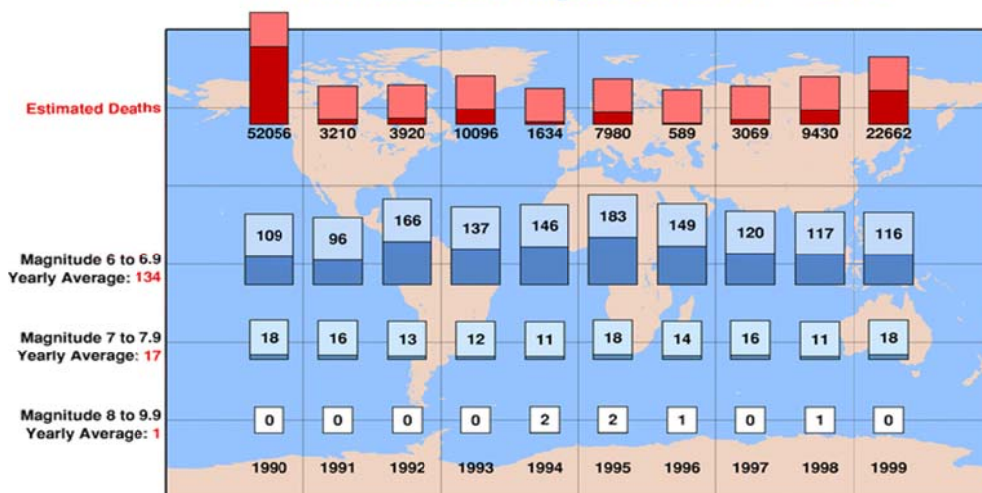 Estimated Deaths
52056 3210 3920 10096 1634 7980 589 3069 9430 22662
109 96 166 137 146 183 149 120 117 116
Magnitude 6 to 6.9
Yearly Average: 134
Magnitude 7 to 7.9
Yearly Average: 17
18 16 13 12 11 18 14 16 11 18
Magnitude 8 to 9.9
Yearly Average: 1
0 0 0 0 2 2 1 0 1 0
1990 1991 1992 1993 1994 1995 1996 1997 1998 1999